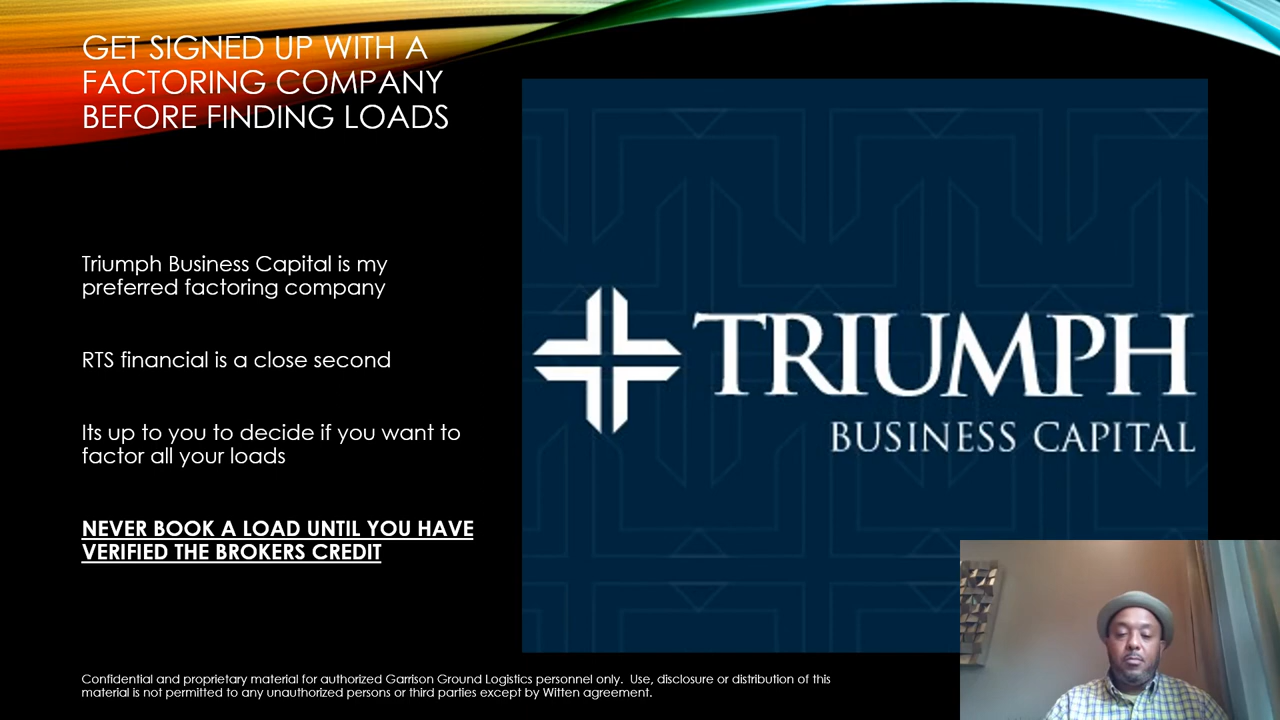 GET SIGNED UP WITH A
FACTORING COMPANY
BEFORE FINDING LOADS
Triumph Business Capital is my
preferred factoring company
RTS financial is a close second
Its up to you to decide if you want to
factor all your loads
NEVER BOOK A LOAD UNTIL YOU HAVE
VERIFIED THE BROKERS CREDIT
TRIUMPH
BUSINESS CAPITAL
Confidential and proprietary material for authorized Garrison Ground Logistics personnel only. Use, disclosure or distribution of this
material is not permitted to any unauthorized persons or third parties except by Witten agreement.